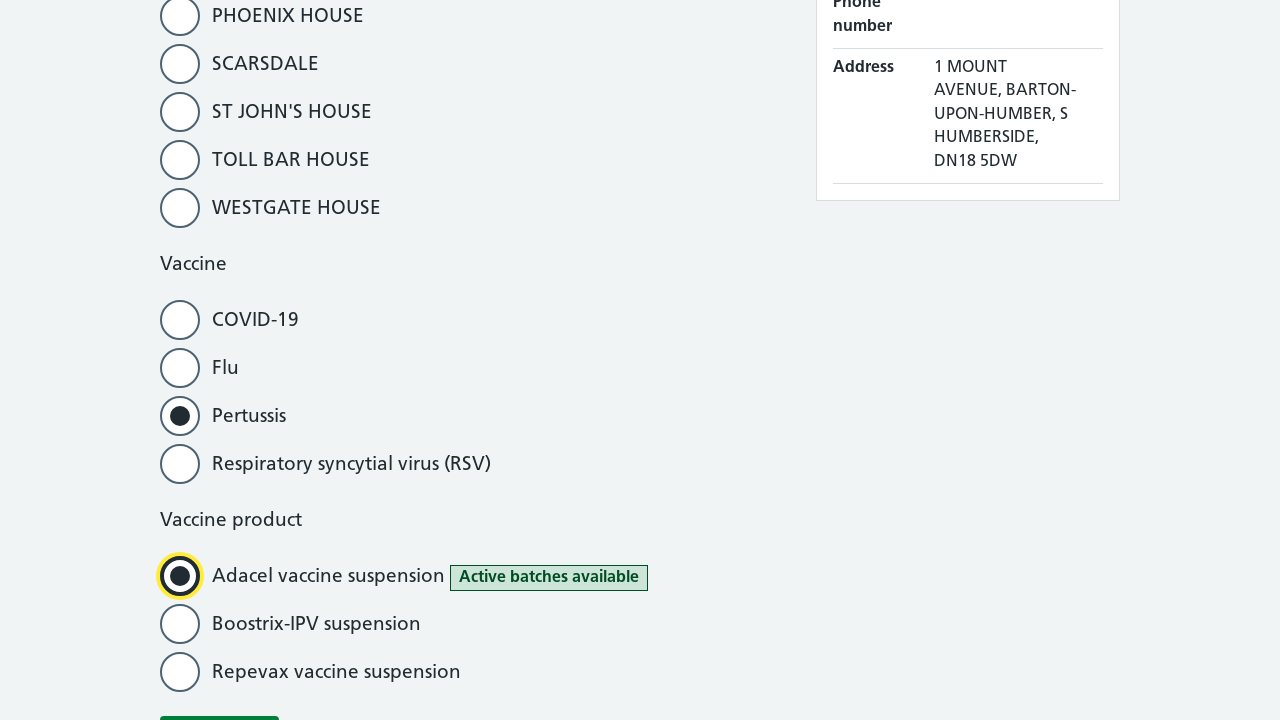 PHOENIX HOUSE
SCARSDALE
ST JOHN'S HOUSE
TOLL BAR HOUSE
WESTGATE HOUSE
Vaccine
COVID-19
Flu
Pertussis
Respiratory syncytial virus (RSV)
Vaccine product
Adacel vaccine suspension Active batches available
Boostrix-IPV suspension
Repevax vaccine suspension
Phone
number
Address 1 MOUNT
AVENUE, BARTON-
UPON-HUMBER, S
HUMBERSIDE,
DN18 5DW